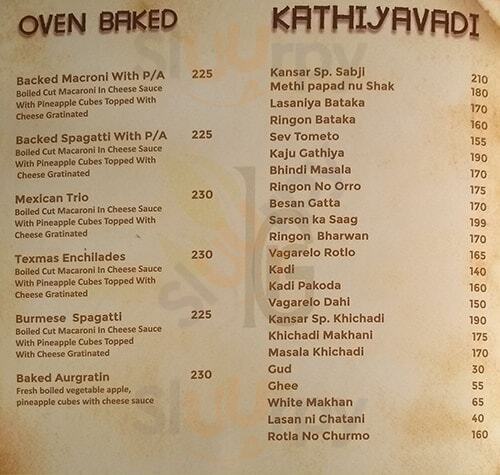 OVEN BAKED
Backed Macroni With P/A 225
Boiled Cut Macaroni In Cheese Sauce
With Pineapple Cubes Topped With
Cheese Gratinated
Backed Spagatti With P/A 225
Boiled Cut Macaroni In Cheese Sauce
With Pineapple Cubes Topped With
Cheese Gratinated
Mexican Trio 230
Boiled Cut Macaroni In Cheese Sauce
With Pineapple Cubes Topped With
Cheese Gratinated
Texmas Enchilades 230
Boiled Cut Macaroni In Cheese Sauce
With Pineapple Cubes Topped With
Cheese Gratinated
Burmese Spagatti 225
Boiled Cut Macaroni In Cheese Sauce
With Pineapple Cubes Topped
With Cheese Gratinated
Baked Aurgratin 230
Fresh boiled vegetable apple,
pineapple cubes with cheese sauce
KATHIYAVADI
Kansar Sp. Sabji 210
Methi papad nu Shak 180
Lasaniya Bataka 170
Ringon Bataka 160
Sev Tometo 155
Kaju Gathiya 190
Bhindi Masala 170
Ringon No Orro 175
Besan Gatta 170
Sarson ka Saag 199
Ringon Bharwan 170
Vagarelo Rotlo 165
Kadi 140
Kadi Pakoda 160
Vagarelo Dahi 150
Kansar Sp. Khichadi 190
Khichadi Makhani 175
Masala Khichadi 170
Gud 30
Ghee 55
White Makhan 65
Lasan ni Chatani 40
Rotla No Churmo 160